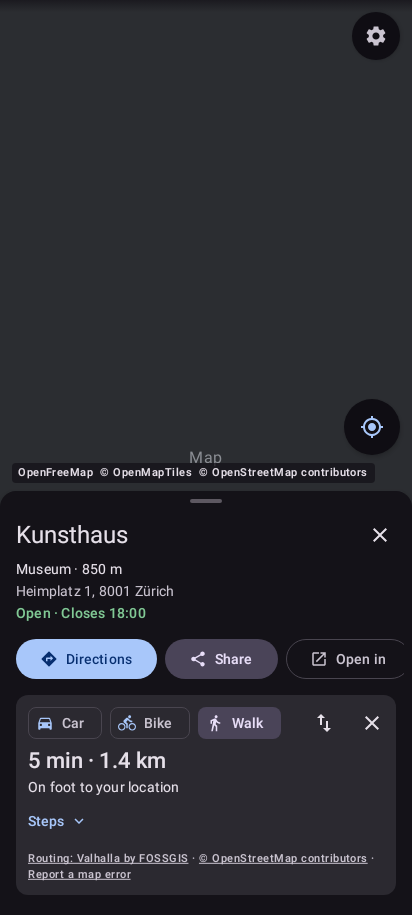 Map
OpenFreeMap © OpenMapTiles © OpenStreetMap contributors
Kunsthaus
Museum · 850 m
Heimplatz 1, 8001 Zürich
Open · Closes 18:00
Directions Share Open in
Car Bike Walk
5 min · 1.4 km
On foot to your location
Steps
Routing: Valhalla by FOSSGIS · © OpenStreetMap contributors ·
Report a map error